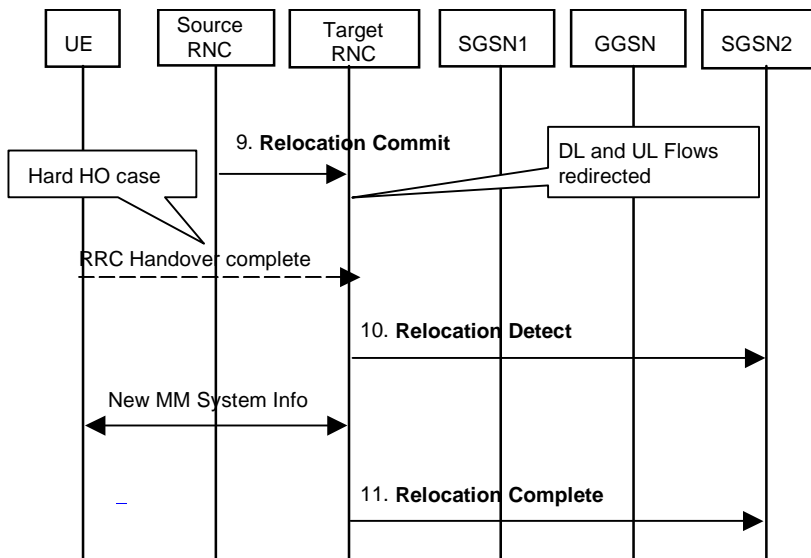 UE
Source
RNC
Target
RNC
SGSN1
GGSN
SGSN2
9. Relocation Commit
DL and UL Flows
redirected
Hard HO case
RRC Handover complete
10. Relocation Detect
New MM System Info
11. Relocation Complete